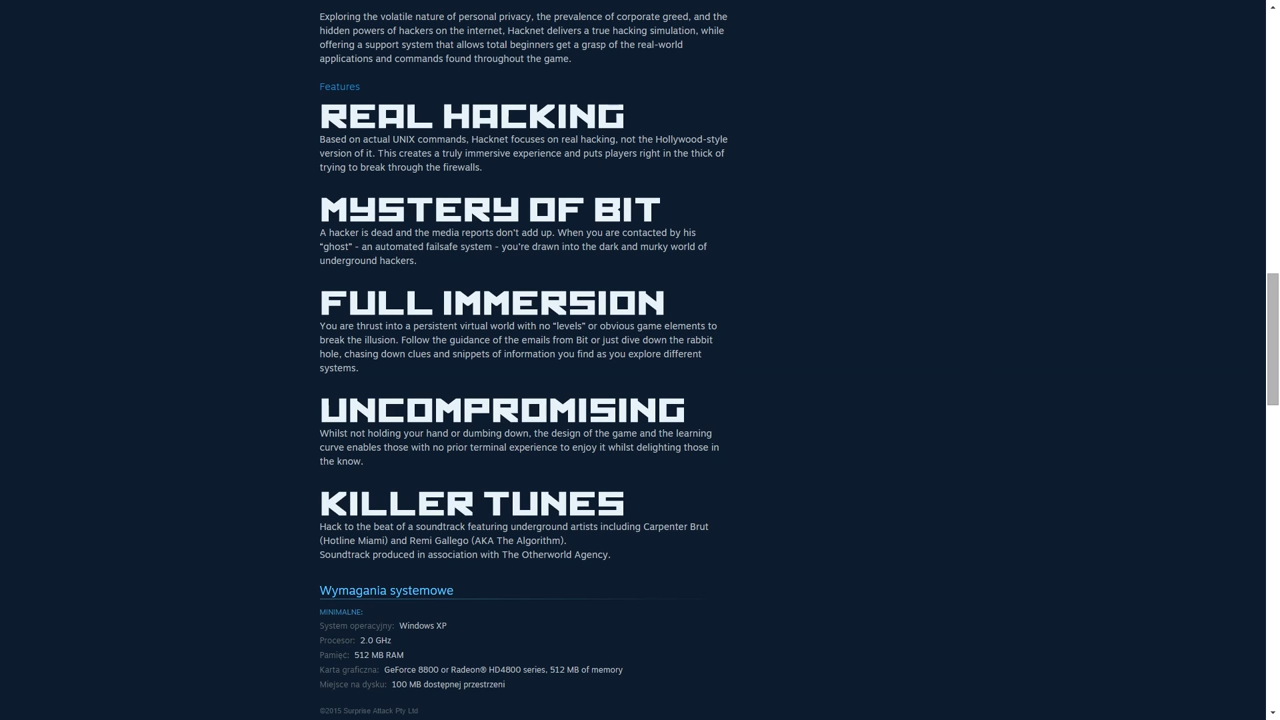 Exploring the volatile nature of personal privacy, the prevalence of corporate greed, and the
hidden powers of hackers on the internet, Hacknet delivers a true hacking simulation, while
offering a support system that allows total beginners get a grasp of the real-world
applications and commands found throughout the game.
Features
REAL HACKING
Based on actual UNIX commands, Hacknet focuses on real hacking, not the Hollywood-style
version of it. This creates a truly immersive experience and puts players right in the thick of
trying to break through the firewalls.
MYSTERY OF BIT
A hacker is dead and the media reports don't add up. When you are contacted by his
"ghost" - an automated failsafe system - you're drawn into the dark and murky world of
underground hackers.
FULL IMMERSION
You are thrust into a persistent virtual world with no "levels" or obvious game elements to
break the illusion. Follow the guidance of the emails from Bit or just dive down the rabbit
hole, chasing down clues and snippets of information you find as you explore different
systems.
UNCOMPROMISING
Whilst not holding your hand or dumbing down, the design of the game and the learning
curve enables those with no prior terminal experience to enjoy it whilst delighting those in
the know.
KILLER TUNES
Hack to the beat of a soundtrack featuring underground artists including Carpenter Brut
(Hotline Miami) and Remi Gallego (AKA The Algorithm).
Soundtrack produced in association with The Otherworld Agency.
Wymagania systemowe
MINIMALNE:
System operacyjny: Windows XP
Procesor: 2.0 GHz
Pamięć: 512 MB RAM
Karta graficzna: GeForce 8800 or Radeon® HD4800 series, 512 MB of memory
Miejsce na dysku: 100 MB dostępnej przestrzeni
©2015 Surprise Attack Pty Ltd